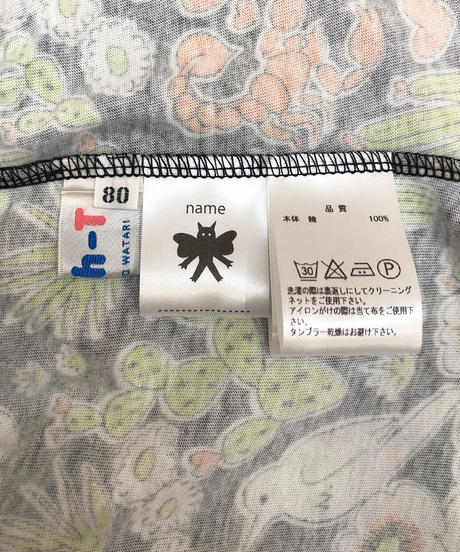 80
h-T
G WATARI
name
品質
本体 綿 100%
30
P
洗濯の際は裏返しにしてクリーニング
ネットをご使用下さい。
アイロンがけの際は当て布をご使用下
さい。
タンブラー乾燥はお避け下さい。